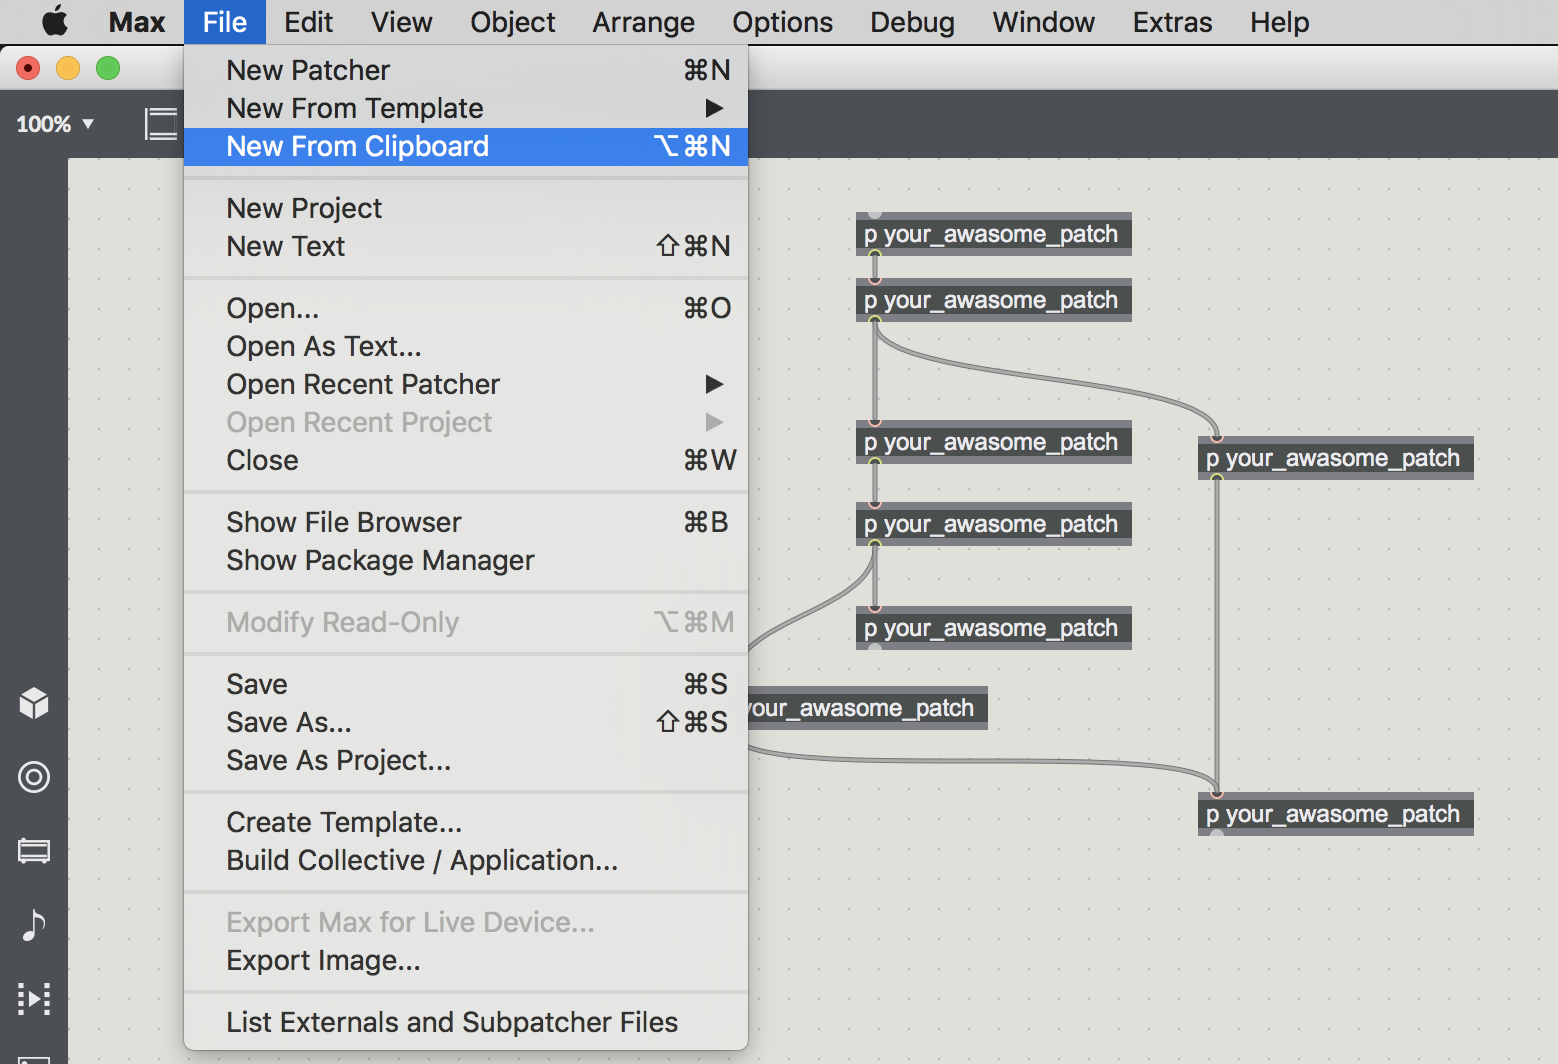 Max File Edit View Object Arrange Options Debug Window Extras Help
100%
New Patcher ⌘N
New From Template ▶
New From Clipboard ⌥⌘N
New Project
New Text ⇧⌘N
Open... ⌘O
Open As Text...
Open Recent Patcher ▶
Open Recent Project ▶
Close ⌘W
Show File Browser ⌘B
Show Package Manager
Modify Read-Only ⌥⌘M
Save ⌘S
Save As... ⇧⌘S
Save As Project...
Create Template...
Build Collective / Application...
Export Max for Live Device...
Export Image...
List Externals and Subpatcher Files
p your_awasome_patch
p your_awasome_patch
p your_awasome_patch
p your_awasome_patch
p your_awasome_patch
p your_awasome_patch
your_awasome_patch
p your_awasome_patch